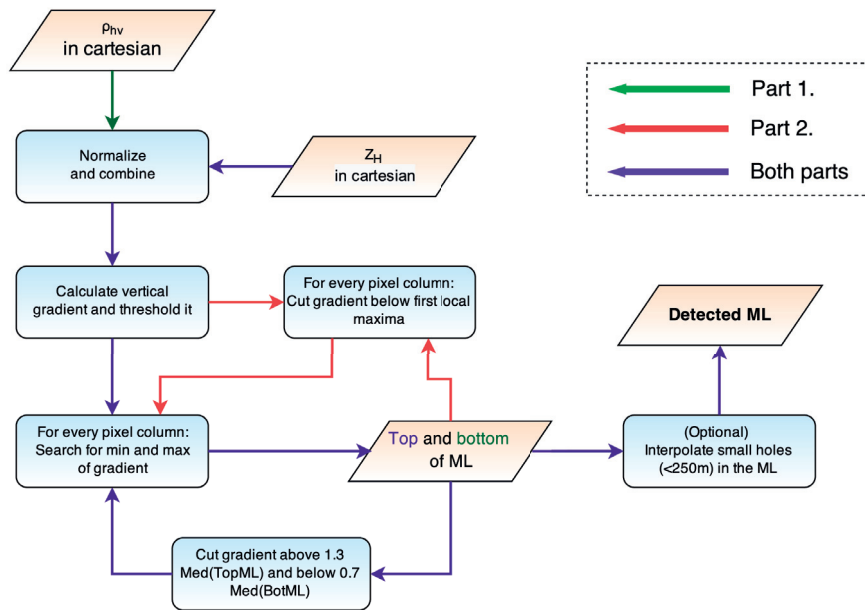 ρhv
in cartesian
Normalize
and combine
ZH
in cartesian
Part 1.
Part 2.
Both parts
Calculate vertical
gradient and threshold it
For every pixel column:
Cut gradient below first local
maxima
Detected ML
For every pixel column:
Search for min and max
of gradient
Top and bottom
of ML
(Optional)
Interpolate small holes
(<250m) in the ML
Cut gradient above 1.3
Med(TopML) and below 0.7
Med(BotML)